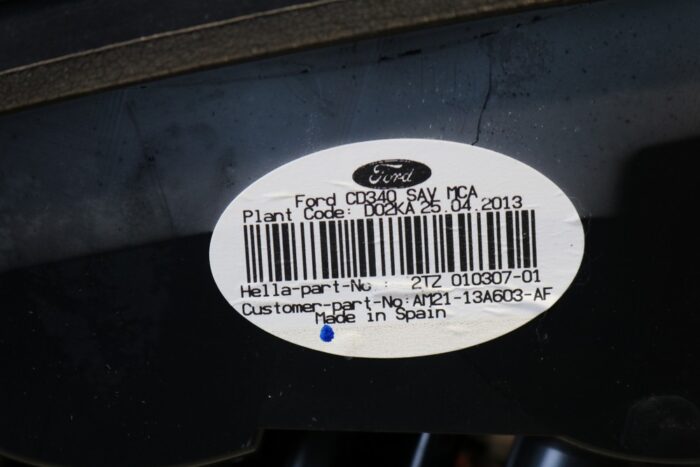 Ford
Ford CD340 SAV MCA
Plant Code: D02KA 25.04.2013
Hella-part-No : 2TZ 010307-01
Customer-part-No:AM21-13A603-AF
Made in Spain